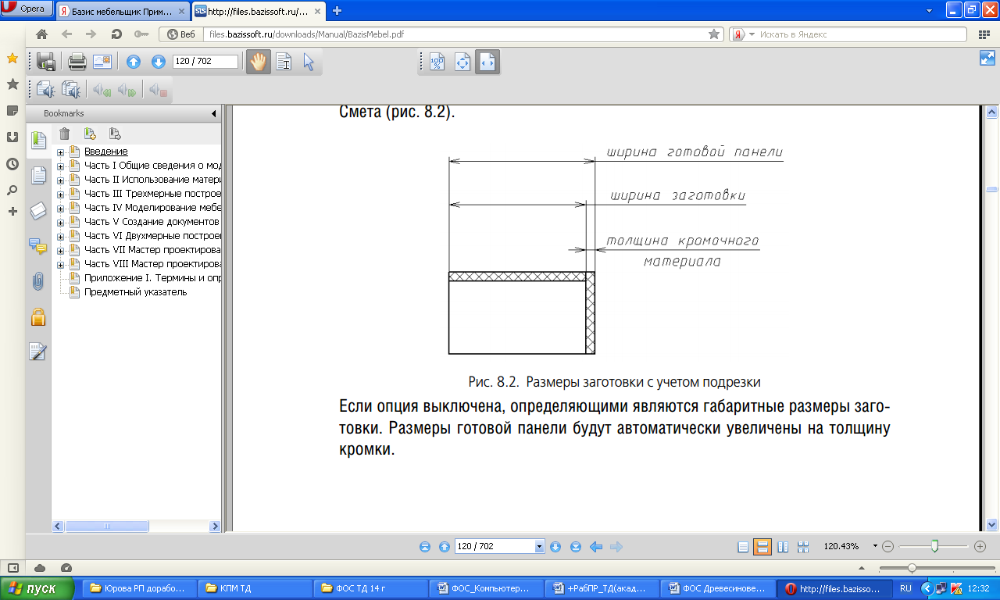 Opera
Базис мебельщик Прим...
http://files.bazissoft.ru/...
Веб
files.bazissoft.ru/downloads/Manual/BazisMebel.pdf
Искать в Яндекс
120 / 702
Bookmarks
Введение
Часть I Общие сведения о мод
Часть II Использование матери
Часть III Трехмерные построе
Часть IV Моделирование мебе
Часть V Создание документов
Часть VI Двухмерные построен
Часть VII Мастер проектирова
Часть VIII Мастер проектирова
Приложение I. Термины и опр
Предметный указатель
Смета (рис. 8.2).
ширина готовой панели
ширина заготовки
толщина кромочного
материала
Рис. 8.2. Размеры заготовки с учетом подрезки
Если опция выключена, определяющими являются габаритные размеры заго-
товки. Размеры готовой панели будут автоматически увеличены на толщину
кромки.
120 / 702
120.43%
пуск
Юрова РП дорабо...
КПМ ТД
ФОС ТД 14 г
ФОС_Компьютер...
+РабПР_ТД(акад...
ФОС Древесинове...
http://files.bazisso...
RU
12:32